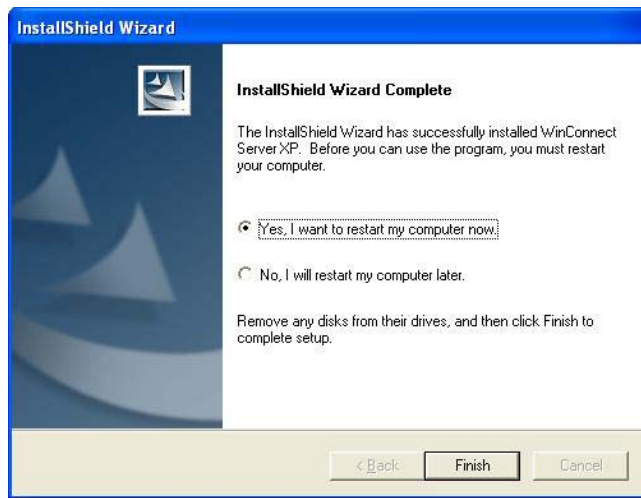 InstallShield Wizard
InstallShield Wizard Complete
The InstallShield Wizard has successfully installed WinConnect
Server XP. Before you can use the program, you must restart
your computer.
Yes, I want to restart my computer now.
No, I will restart my computer later.
Remove any disks from their drives, and then click Finish to
complete setup.
< Back
Finish
Cancel